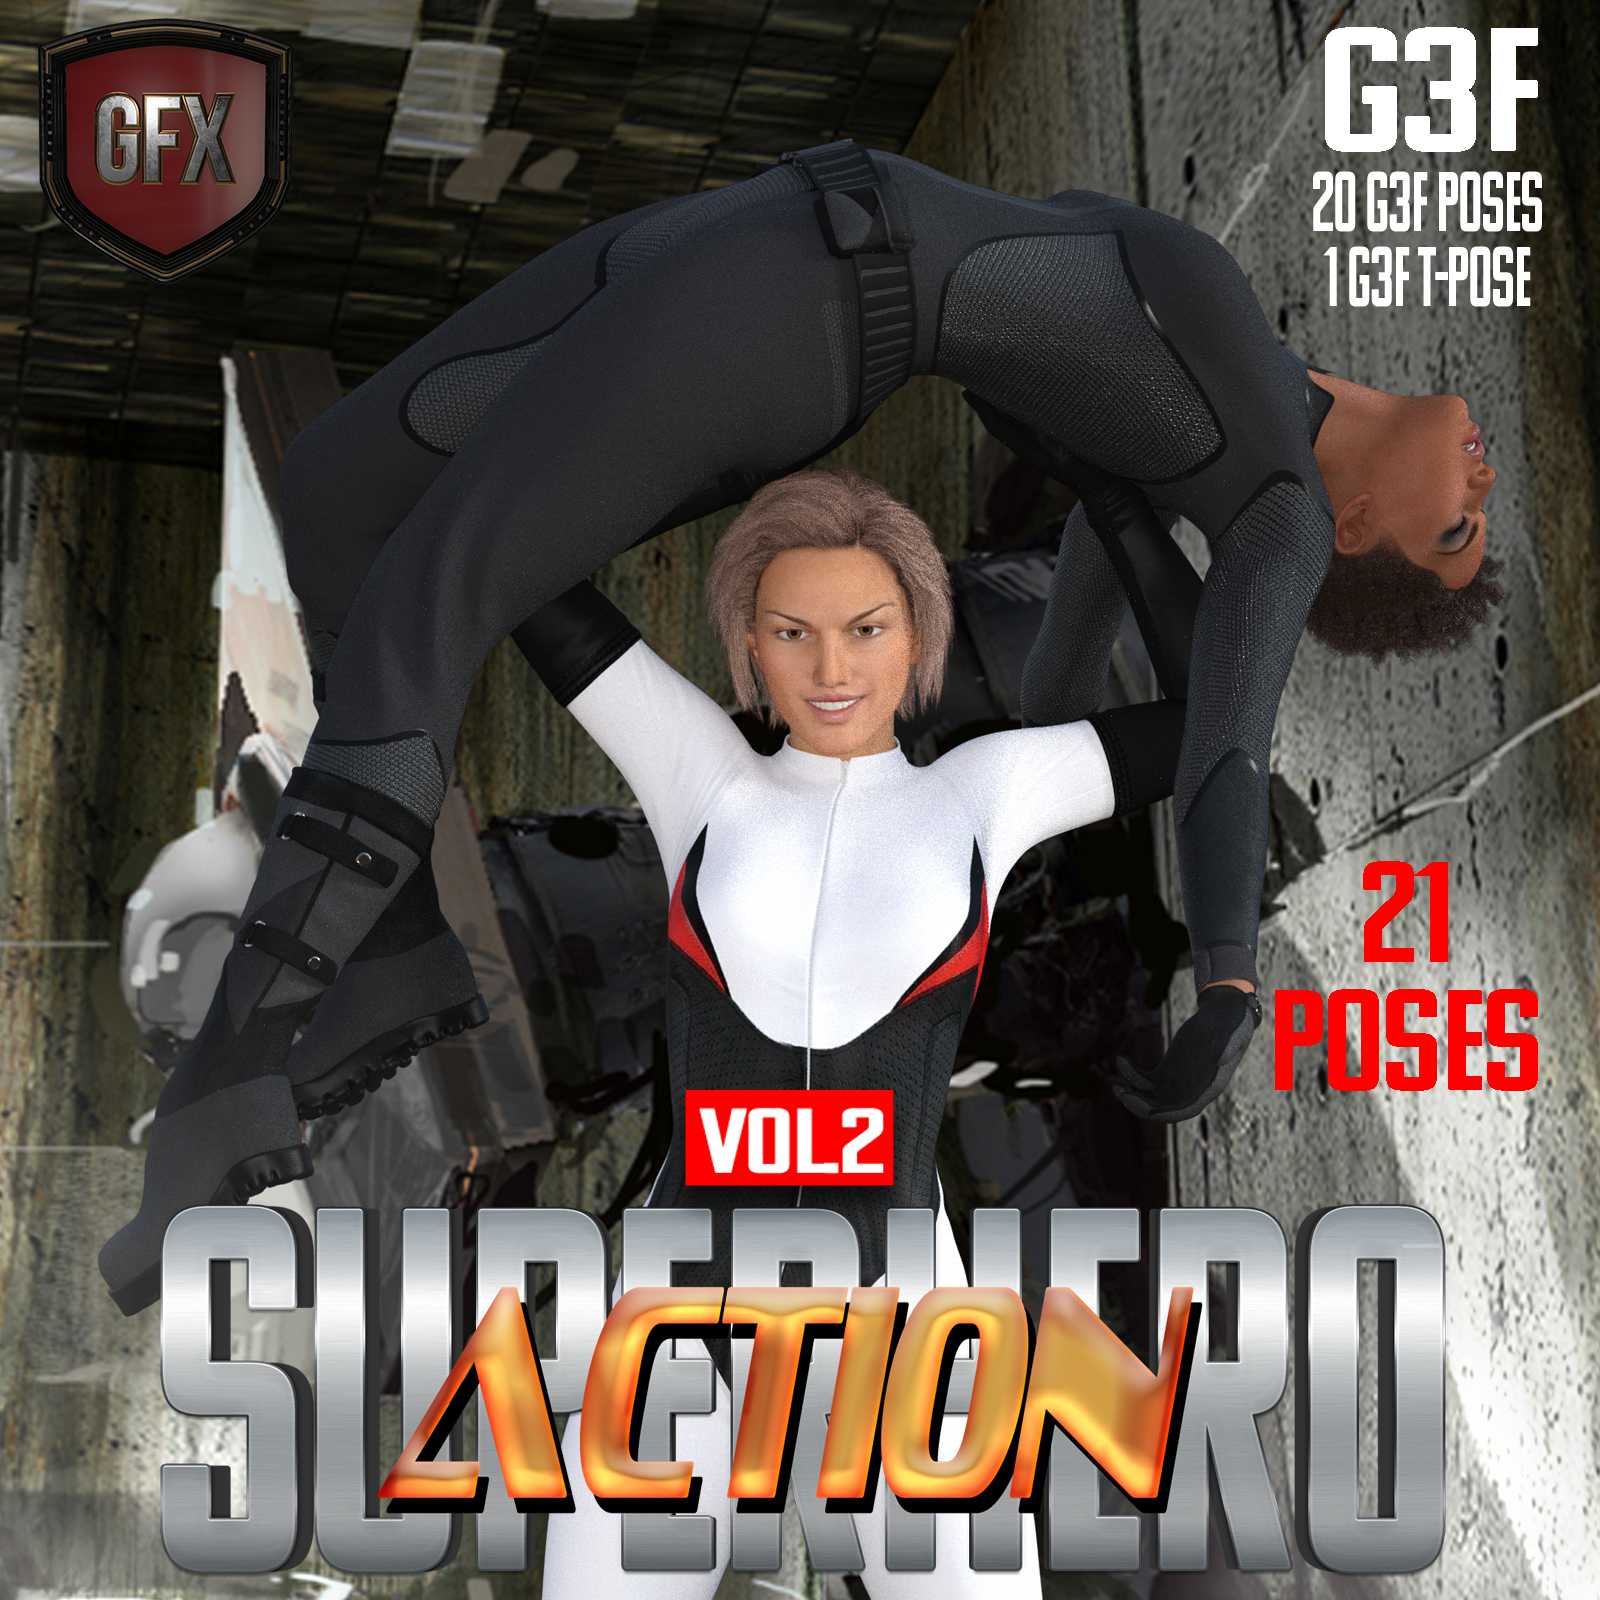 GFX
G3F
20 G3F POSES
1 G3F T-POSE
21
POSES
VOL2
SUPERHERO
ACTION